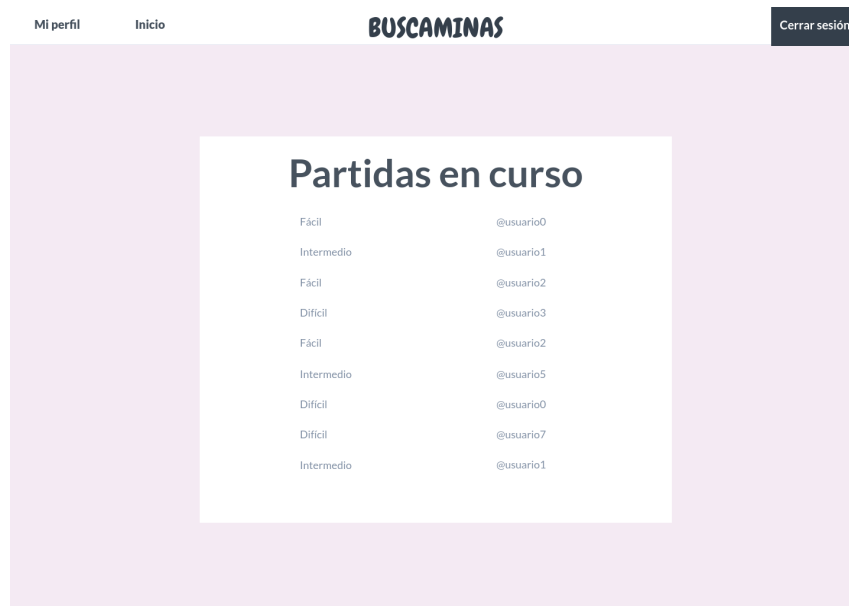 Mi perfil Inicio BUSCAMINAS Cerrar sesión
Partidas en curso
Fácil @usuario0
Intermedio @usuario1
Fácil @usuario2
Difícil @usuario3
Fácil @usuario2
Intermedio @usuario5
Difícil @usuario0
Difícil @usuario7
Intermedio @usuario1